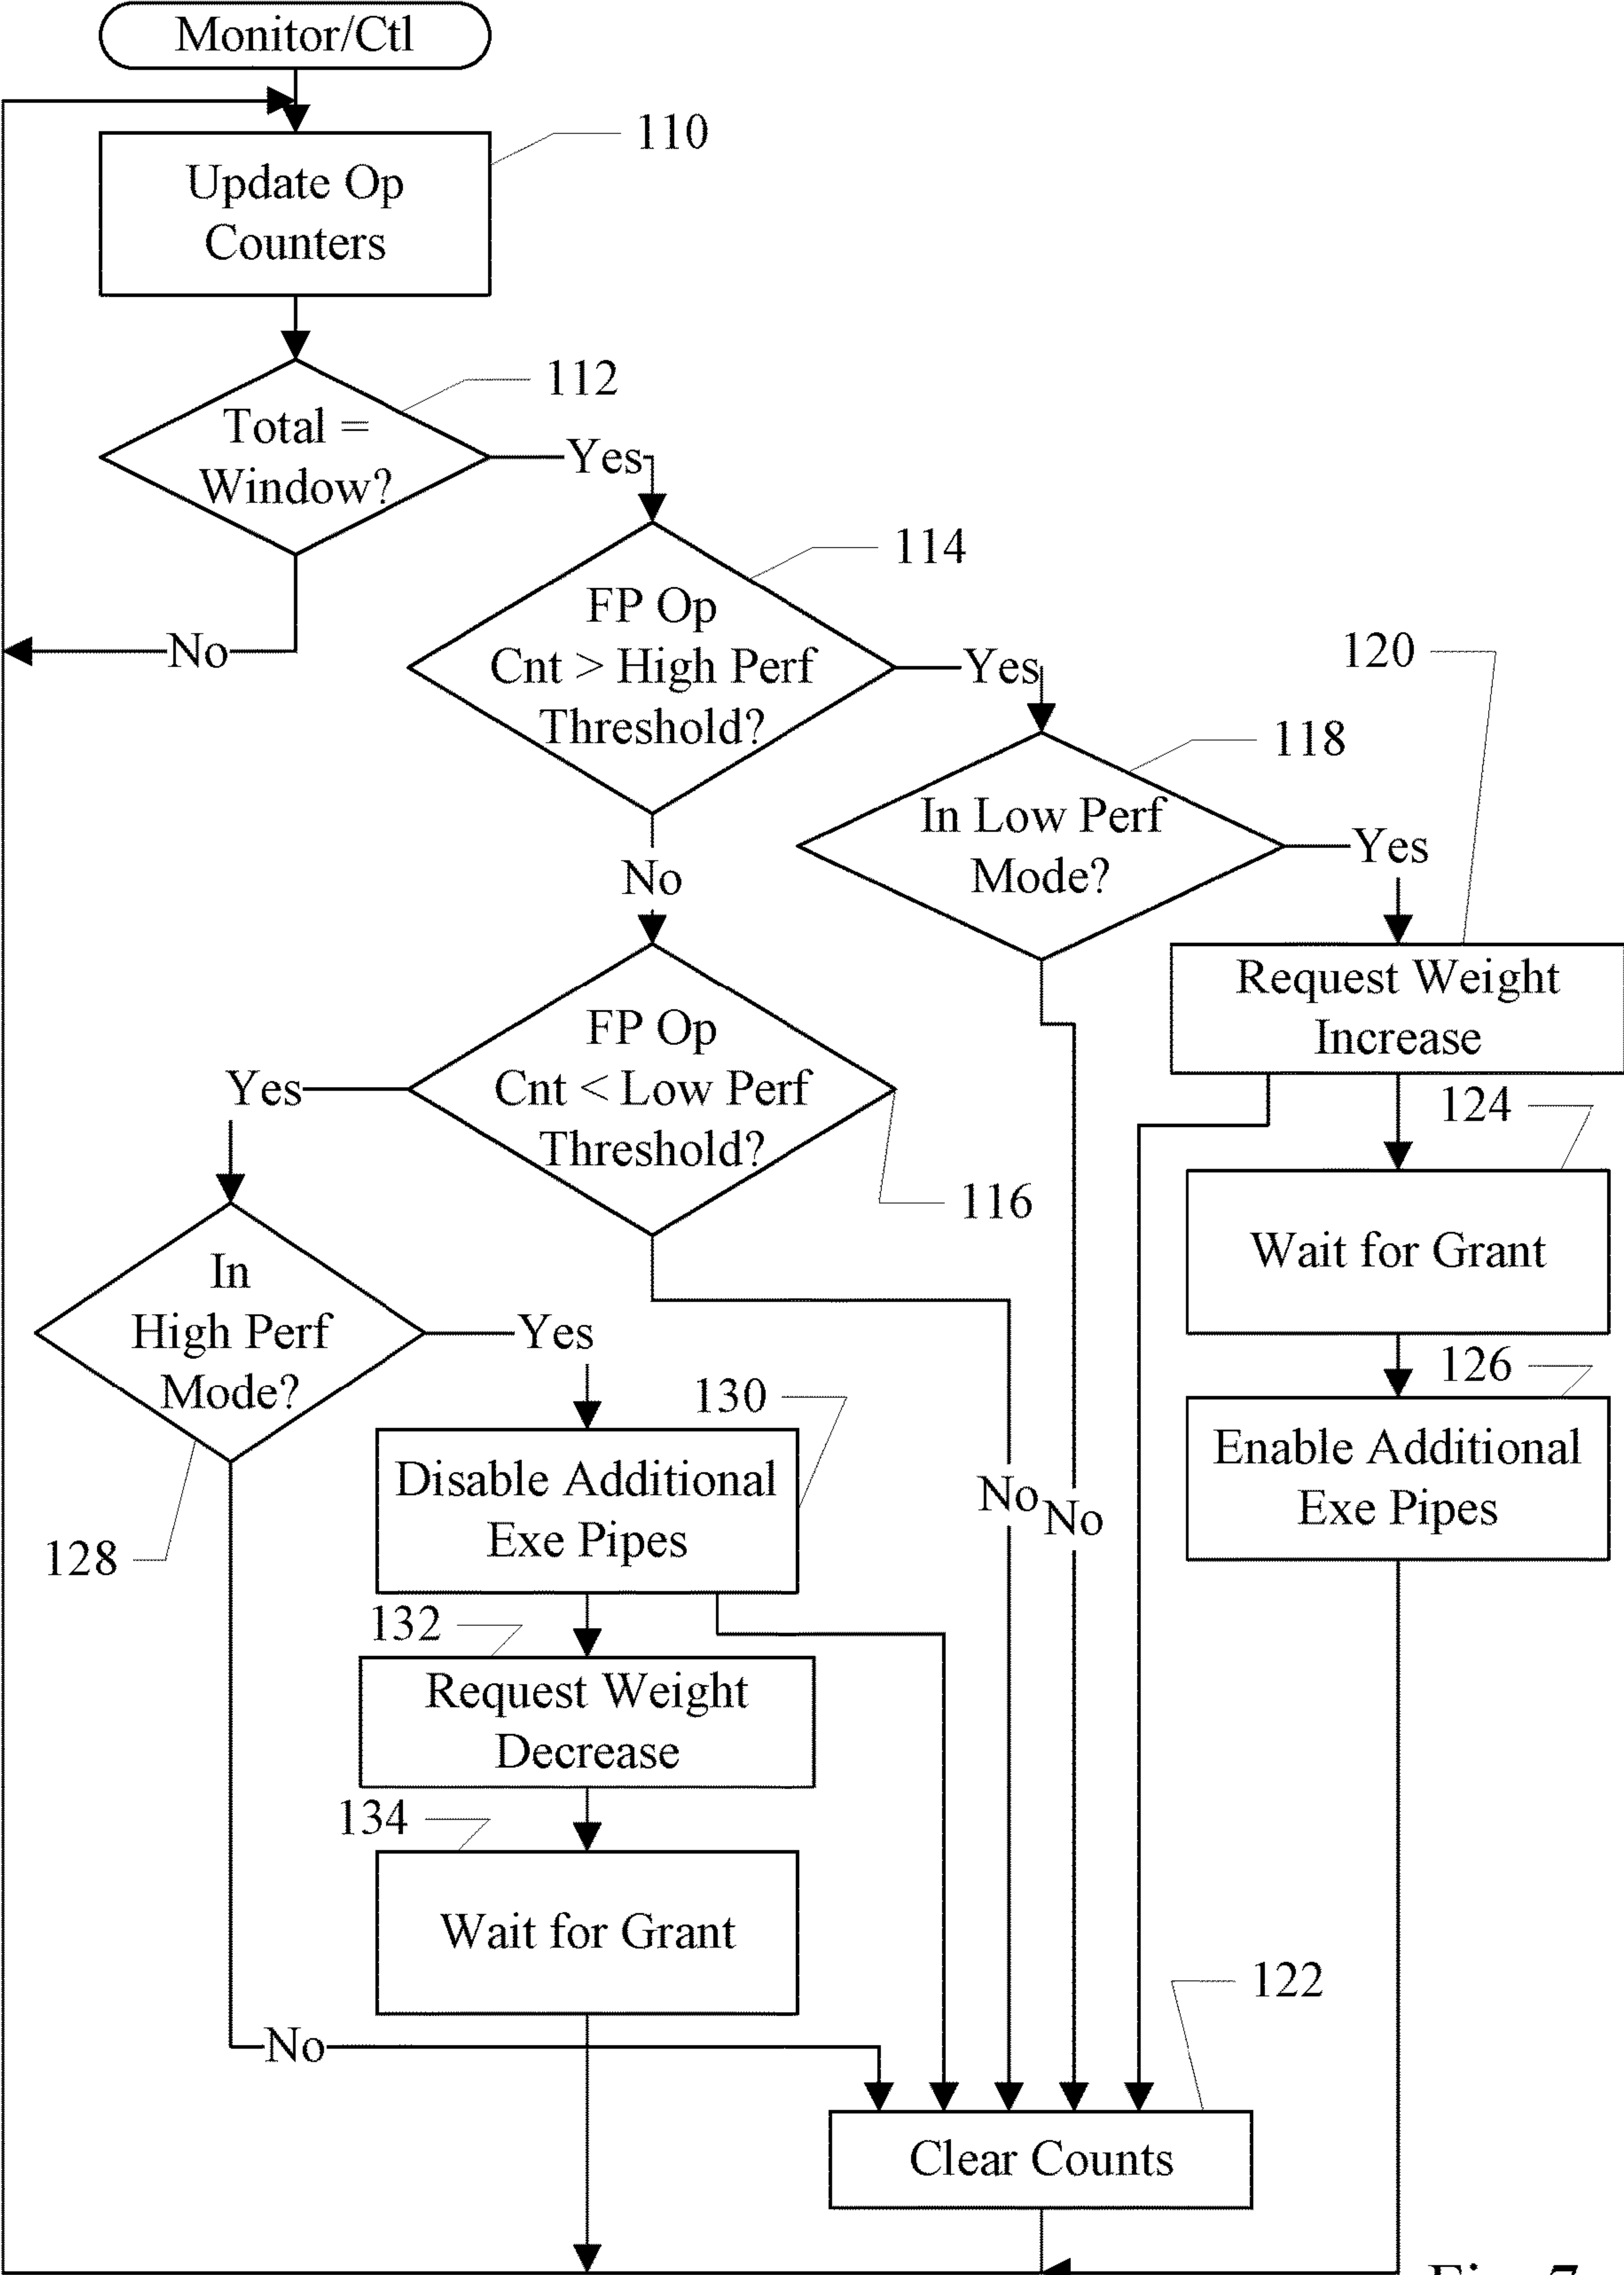 Monitor/Ctl
110
Update Op
Counters
112
Total =
Window?
Yes
No
114
FP Op
Cnt > High Perf
Threshold?
Yes
No
118
In Low Perf
Mode?
Yes
120
Request Weight
Increase
FP Op
Cnt < Low Perf
Threshold?
Yes
116
124
Wait for Grant
In
High Perf
Mode?
Yes
128
126
Enable Additional
Exe Pipes
130
Disable Additional
Exe Pipes
No
No
132
Request Weight
Decrease
134
Wait for Grant
No
122
Clear Counts